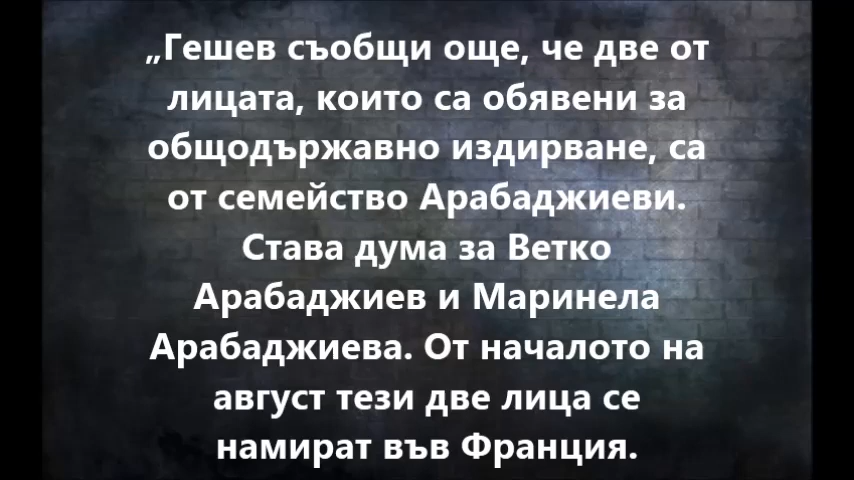 „Гешев съобщи още, че две от
лицата, които са обявени за
общодържавно издирване, са
от семейство Арабаджиеви.
Става дума за Ветко
Арабаджиев и Маринела
Арабаджиева. От началото на
август тези две лица се
намират във Франция.